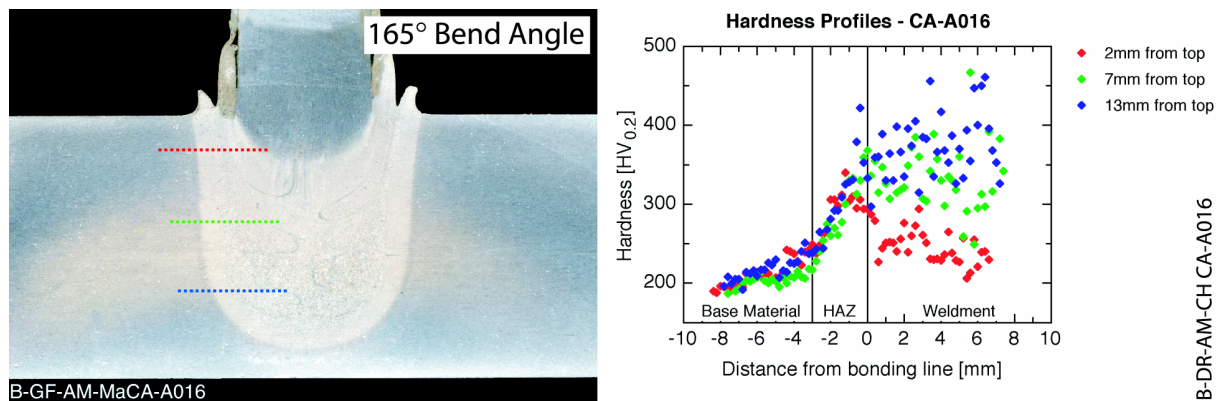 165° Bend Angle
B-GF-AM-MaCA-A016
Hardness Profiles - CA-A016
Hardness [HV0.2]
500
400
300
200
Base Material
HAZ
Weldment
-10 -8 -6 -4 -2 0 2 4 6 8 10
Distance from bonding line [mm]
2mm from top
7mm from top
13mm from top
B-DR-AM-CH CA-A016